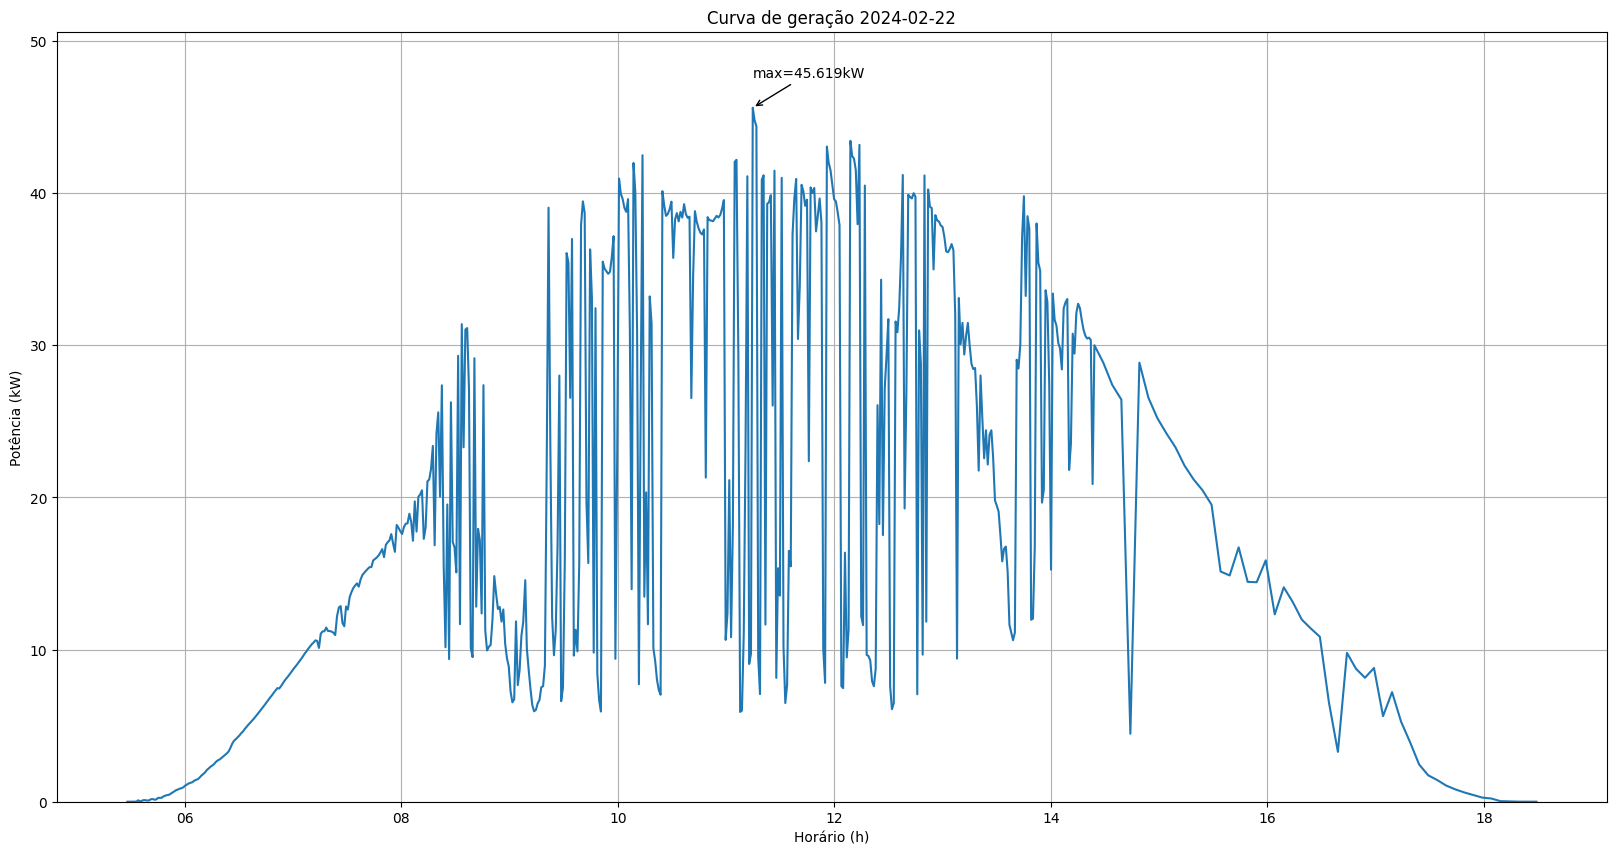 Curva de geração 2024-02-22
max=45.619kW
50
40
30
20
10
0
Potência (kW)
06 08 10 12 14 16 18
Horário (h)